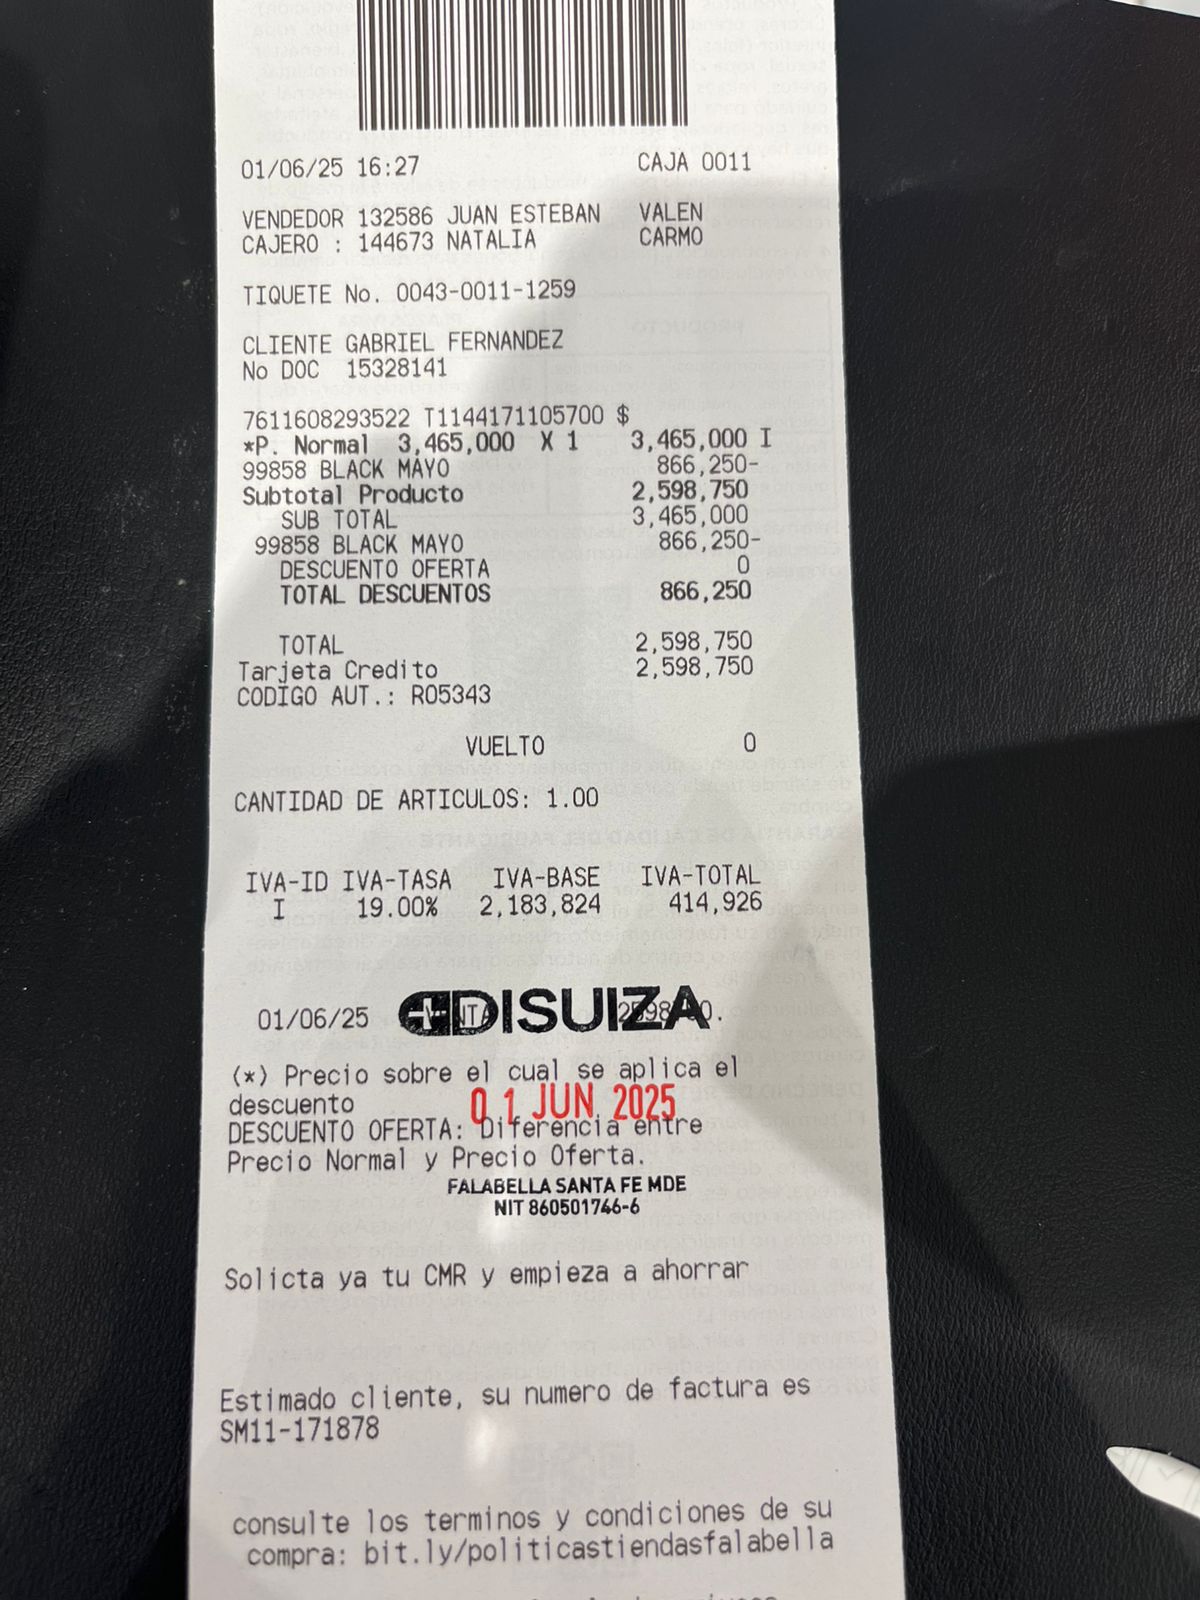 01/06/25 16:27 CAJA 0011
VENDEDOR 132586 JUAN ESTEBAN VALEN
CAJERO : 144673 NATALIA CARMO
TIQUETE No. 0043-0011-1259
CLIENTE GABRIEL FERNANDEZ
No DOC 15328141
7611608293522 T1144171105700 $
*P. Normal 3,465,000 X 1 3,465,000 I
99858 BLACK MAYO 866,250-
Subtotal Producto 2,598,750
SUB TOTAL 3,465,000
99858 BLACK MAYO 866,250-
DESCUENTO OFERTA 0
TOTAL DESCUENTOS 866,250
TOTAL 2,598,750
Tarjeta Credito 2,598,750
CODIGO AUT.: RO5343
VUELTO 0
CANTIDAD DE ARTICULOS: 1.00
IVA-ID IVA-TASA IVA-BASE IVA-TOTAL
I 19.00% 2,183,824 414,926
01/06/25 DISUIZA
(*) Precio sobre el cual se aplica el
descuento
01 JUN 2025
DESCUENTO OFERTA: Diferencia entre
Precio Normal y Precio Oferta.
FALABELLA SANTA FE MDE
NIT 860501746-6
Solicta ya tu CMR y empieza a ahorrar
Estimado cliente, su numero de factura es
SM11-171878
consulte los terminos y condiciones de su
compra: bit.ly/politicastiendasfalabella